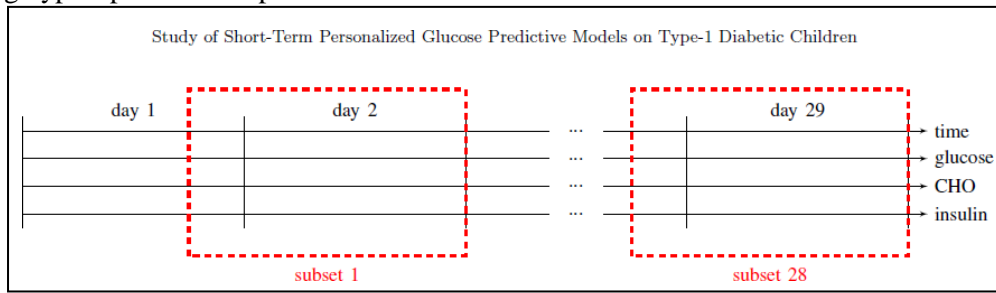 Study of Short-Term Personalized Glucose Predictive Models on Type-1 Diabetic Children
day 1 day 2 day 29
... time
... glucose
... CHO
... insulin
subset 1 subset 28